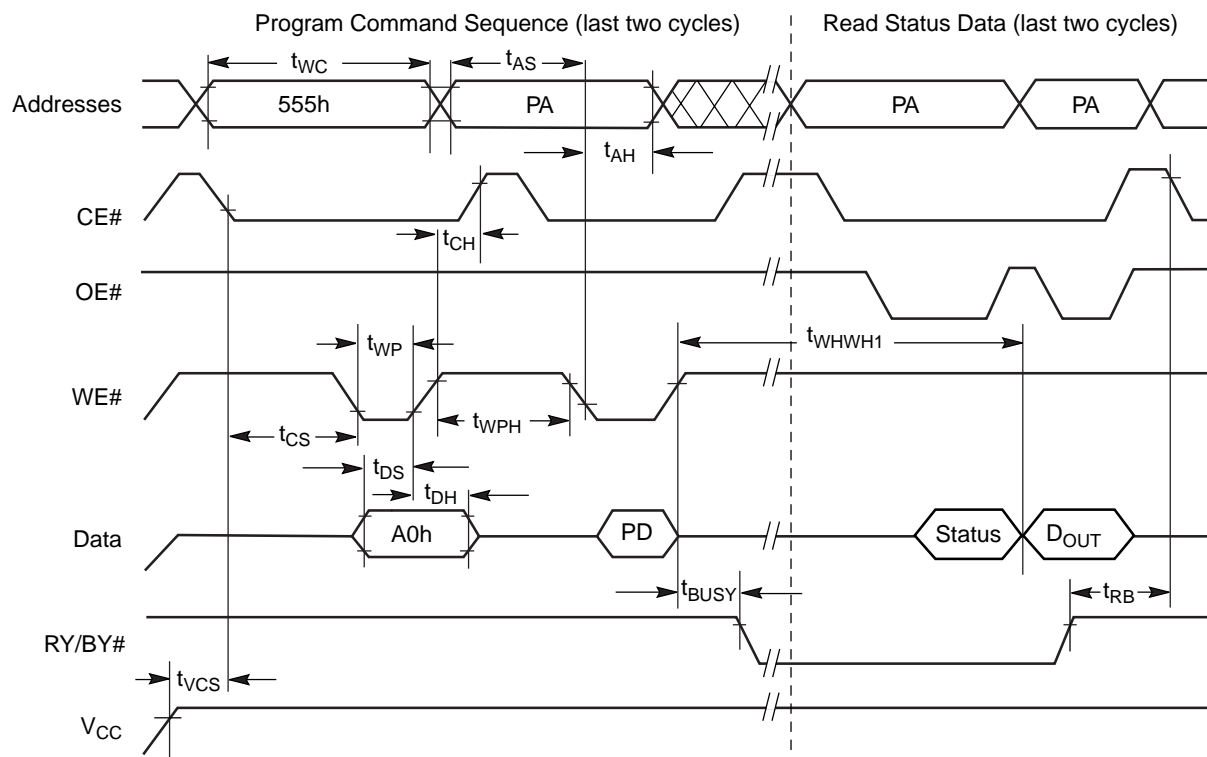 Program Command Sequence (last two cycles)
Read Status Data (last two cycles)
tWC
tAS
Addresses
555h
PA
PA
PA
tAH
CE#
tCH
OE#
tWP
tWHWH1
WE#
tCS
tWPH
tDS
tDH
Data
A0h
PD
Status
DOUT
tBUSY
tRB
RY/BY#
tVCS
VCC